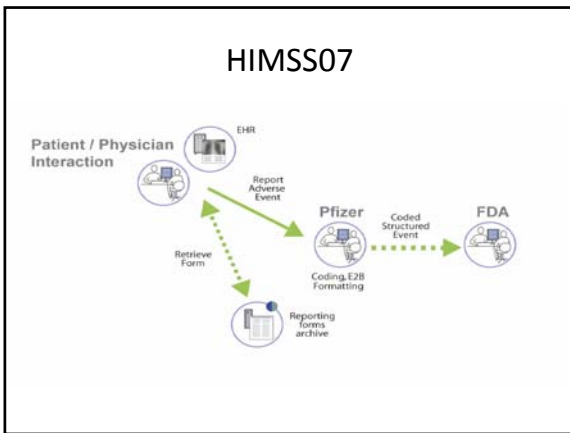 HIMSS07
EHR
Patient / Physician
Interaction
Report
Adverse
Event
Pfizer
Coded
Structured
Event
FDA
Retrieve
Form
Coding, E2B
Formatting
Reporting
forms
archive